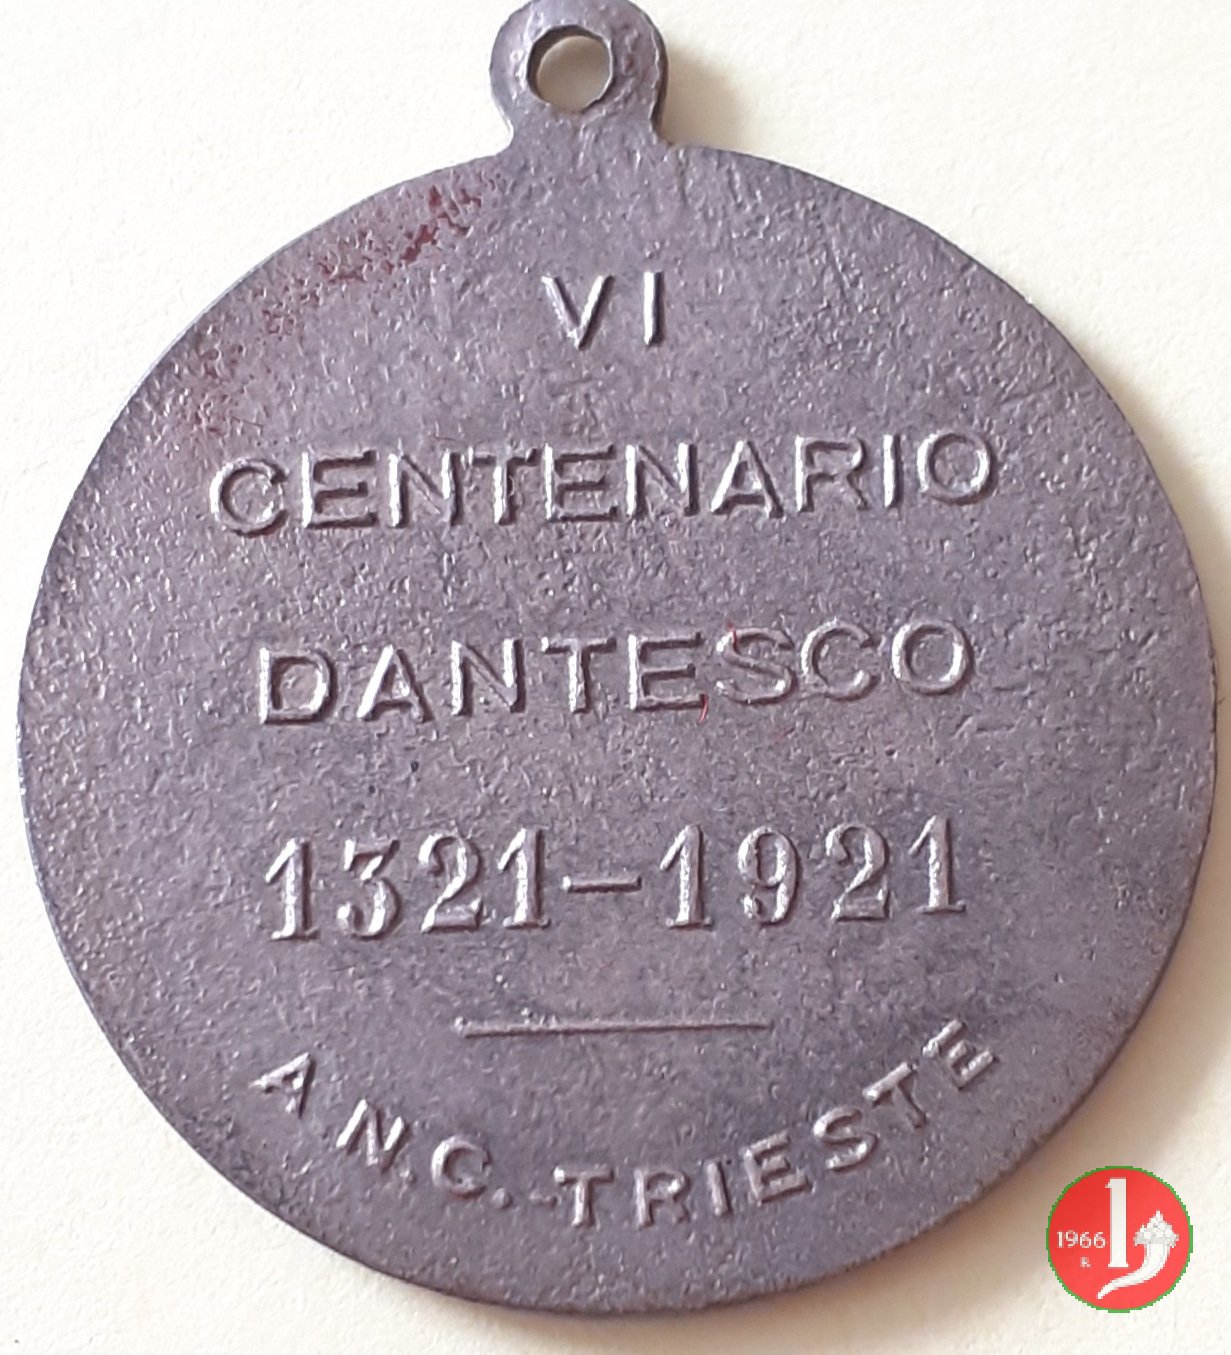 VI
CENTENARIO
DANTESCO
1321–1921
A N.C. TRIESTE
1966
R